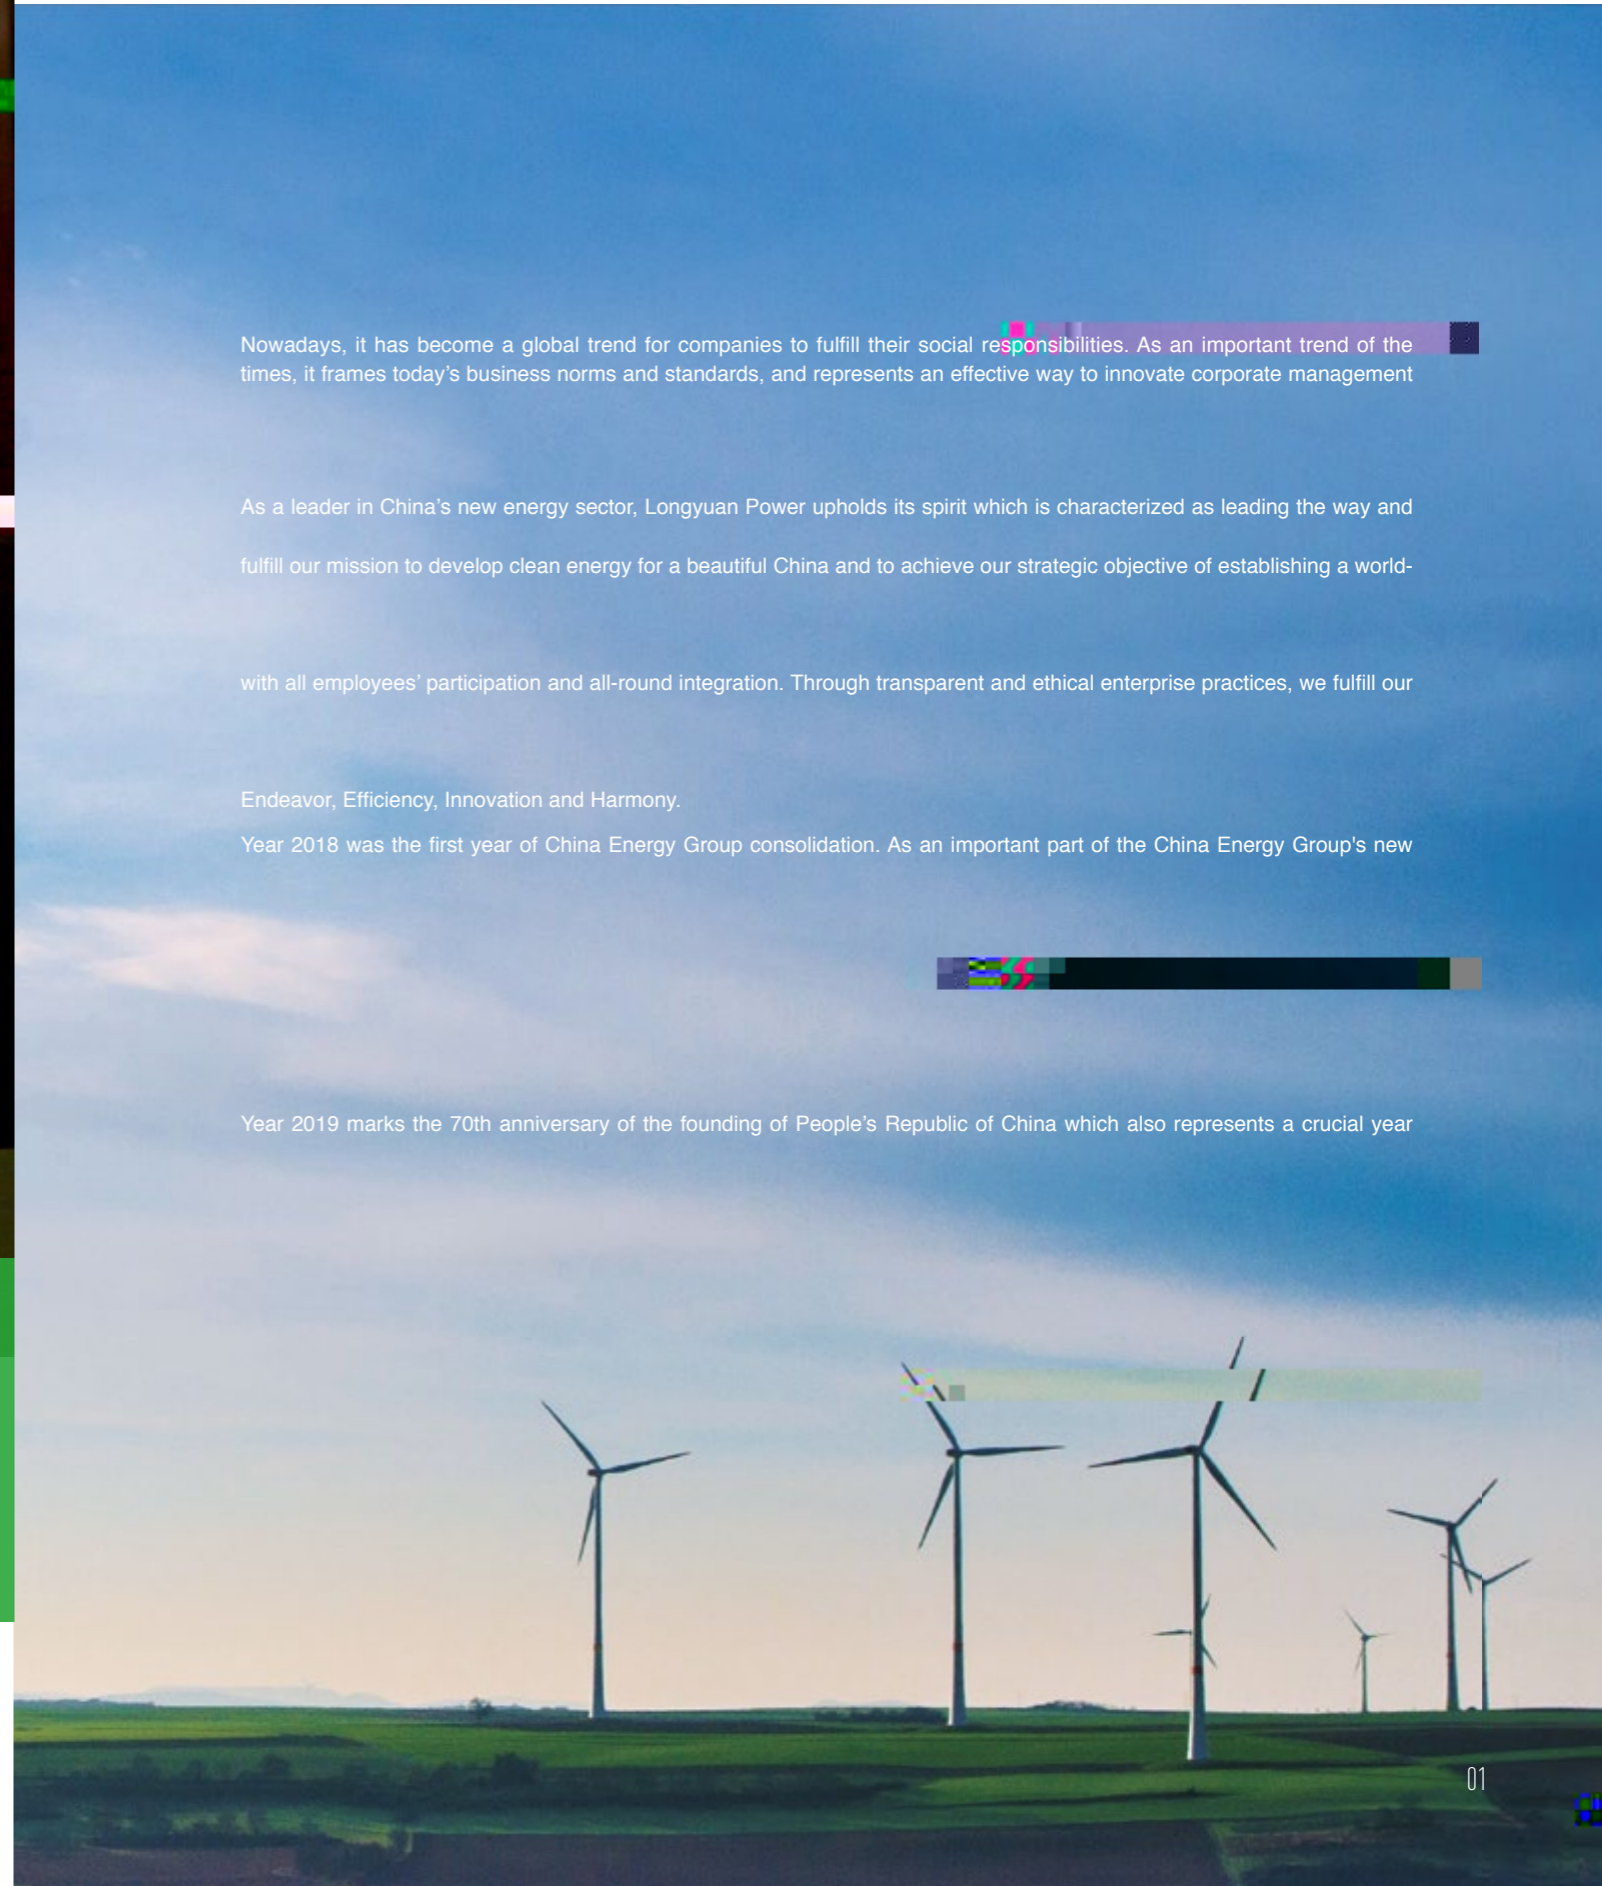 Nowadays, it has become a global trend for companies to fulfill their social responsibilities. As an important trend of the
times, it frames today’s business norms and standards, and represents an effective way to innovate corporate management
As a leader in China’s new energy sector, Longyuan Power upholds its spirit which is characterized as leading the way and
fulfill our mission to develop clean energy for a beautiful China and to achieve our strategic objective of establishing a world-
with all employees’ participation and all-round integration. Through transparent and ethical enterprise practices, we fulfill our
Endeavor, Efficiency, Innovation and Harmony.
Year 2018 was the first year of China Energy Group consolidation. As an important part of the China Energy Group's new
Year 2019 marks the 70th anniversary of the founding of People’s Republic of China which also represents a crucial year
01